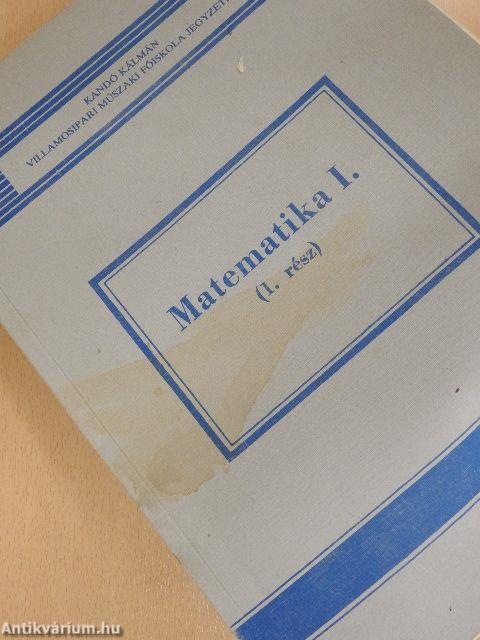 KANDÓ KÁLMÁN
VILLAMOSIPARI MŰSZAKI FŐISKOLA JEGYZETE
Matematika I.
(1. rész)
Antikvárium.hu